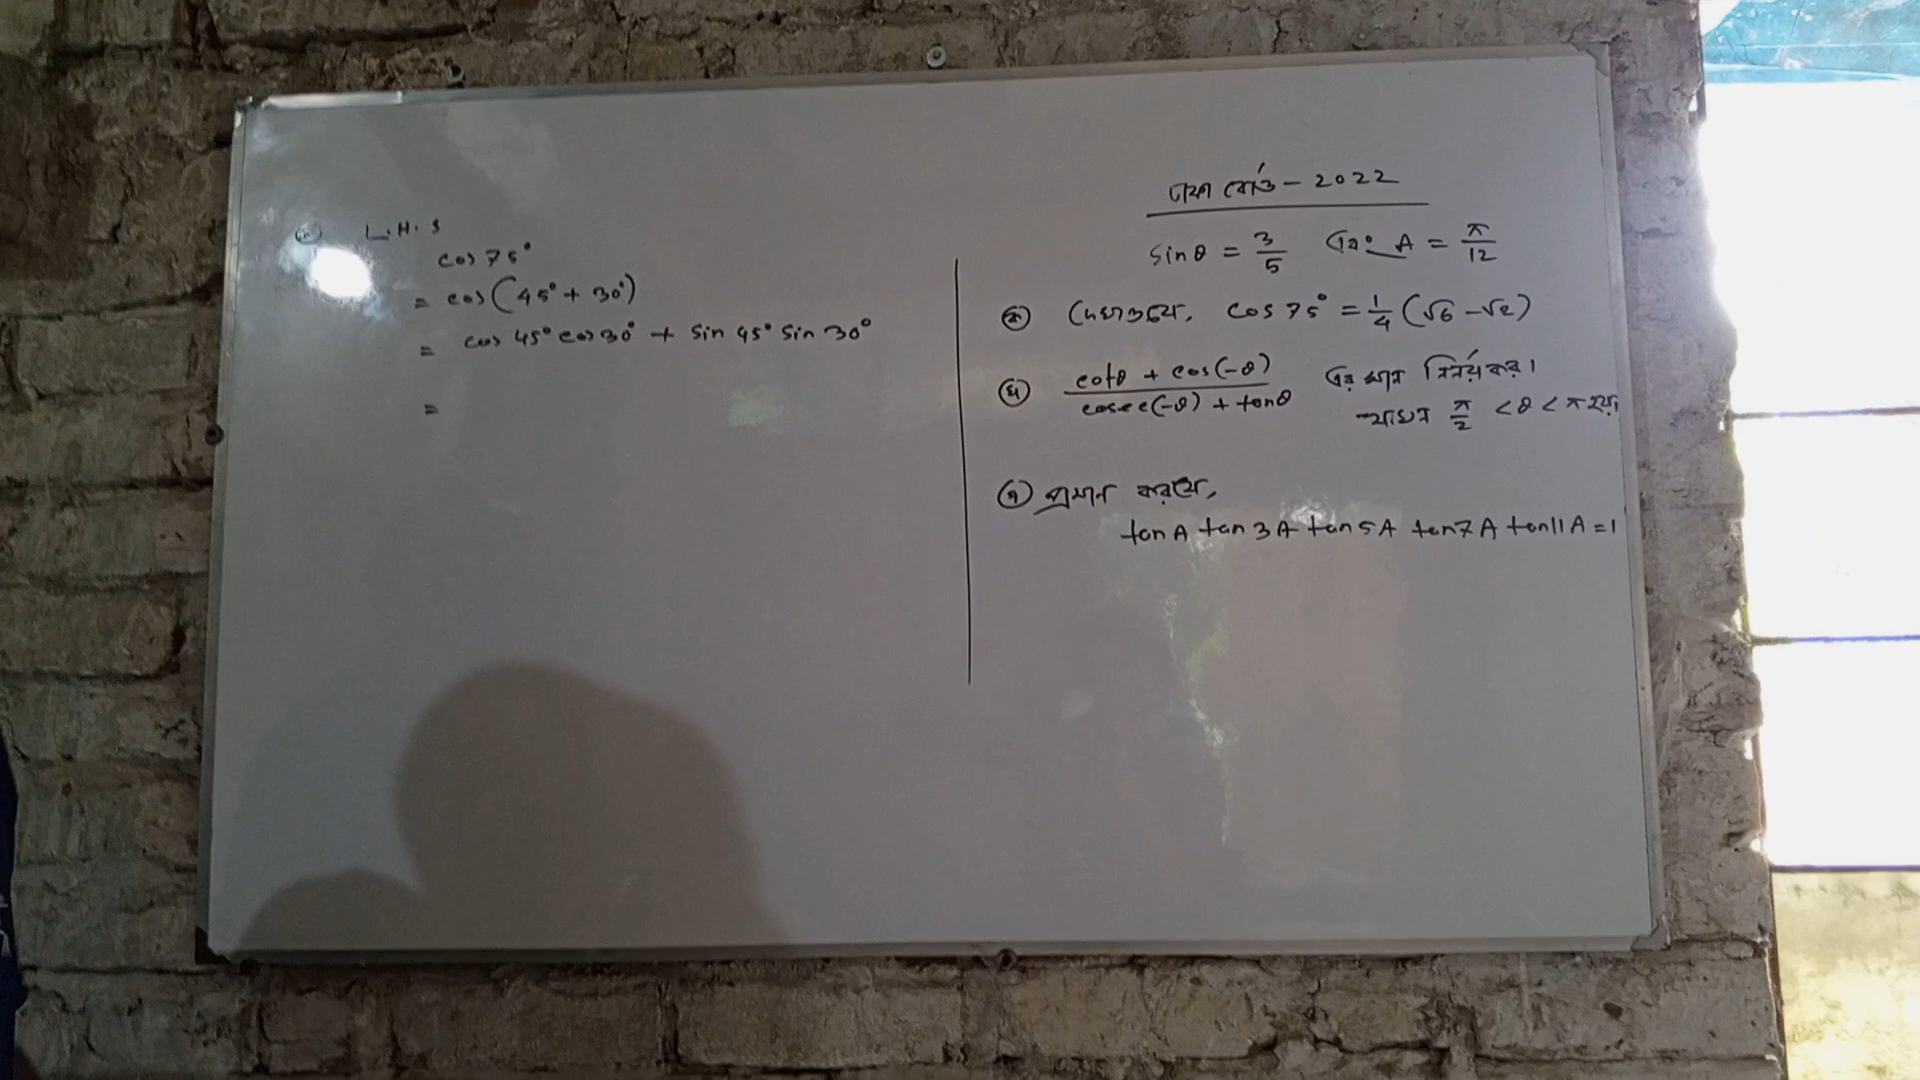 ক L.H.S
cos 75°
= cos(45° + 30°)
= cos 45° cos 30° + sin 45° sin 30°
=
ঢাকা বোর্ড - 2022
sinθ = 3/5 এবং A = π/12
ক দেখাও যে, cos 75° = 1/4 (√6 - √2)
খ (cotθ + cos(-θ))/(cosec(-θ) + tanθ) এর মান নির্ণয় কর।
যখন π/2 < θ < π হয়।
গ প্রমান কর যে,
tan A tan 3A tan 5A tan 7A tan 11A = 1